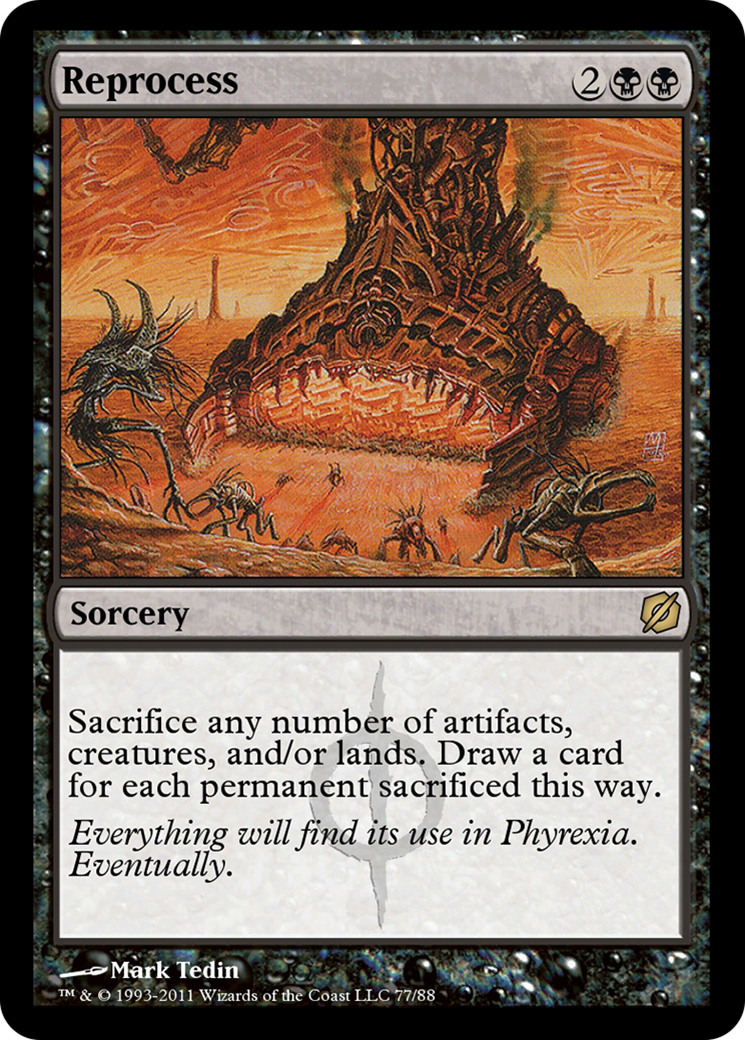 Reprocess 2
Sorcery
Sacrifice any number of artifacts,
creatures, and/or lands. Draw a card
for each permanent sacrificed this way.
Everything will find its use in Phyrexia.
Eventually.
Mark Tedin
™ & © 1993-2011 Wizards of the Coast LLC 77/88